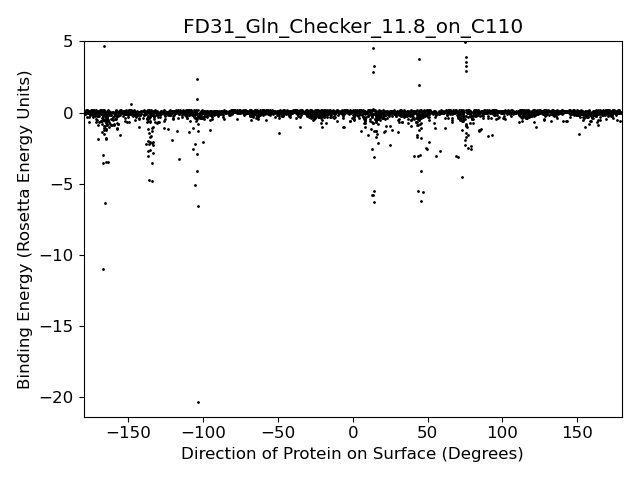 FD31_Gln_Checker_11.8_on_C110
5
0
−5
−10
−15
−20
Binding Energy (Rosetta Energy Units)
−150 −100 −50 0 50 100 150
Direction of Protein on Surface (Degrees)